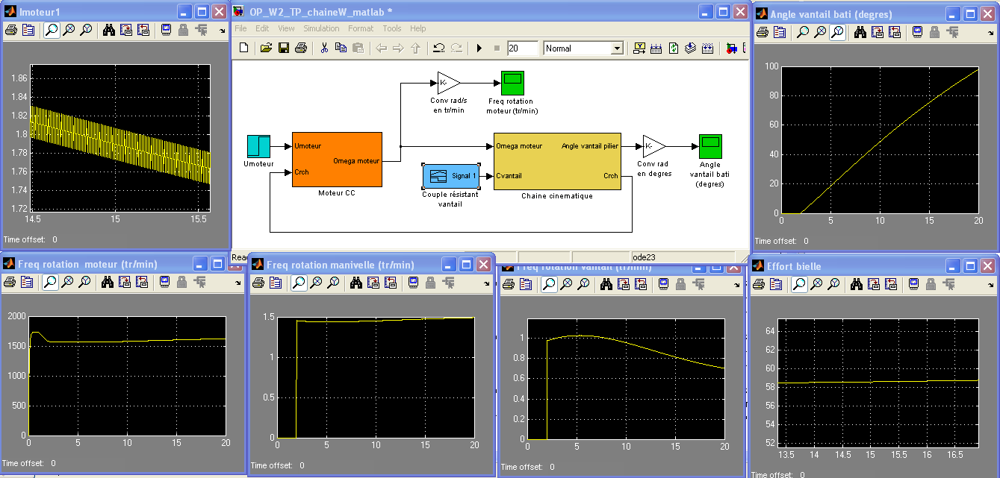 Imoteur1
1.86
1.84
1.82
1.8
1.78
1.76
1.74
1.72
14.5 15 15.5
Time offset: 0
OP_W2_TP_chaineW_matlab *
File Edit View Simulation Format Tools Help
20 Normal
K-
Conv rad/s
en tr/min
Freq rotation
moteur (tr/min)
Umoteur
Umoteur
Omega moteur
Crch
Moteur CC
Signal 1
Couple résistant
vantail
Omega moteur
Angle vantail pilier
Cvantail
Crch
Chaine cinematique
K-
Conv rad
en degres
Angle
vantail bati
(degres)
ode23
Angle vantail bati (degres)
100
80
60
40
20
0
0 5 10 15 20
Time offset: 0
Freq rotation moteur (tr/min)
2000
1500
1000
500
0
0 5 10 15 20
Time offset: 0
Freq rotation manivelle (tr/min)
1.5
1
0.5
0
0 5 10 15 20
Time offset: 0
Freq rotation vantail (tr/min)
1
0.8
0.6
0.4
0.2
0
0 5 10 15 20
Time offset: 0
Effort bielle
64
62
60
58
56
54
52
13.5 14 14.5 15 15.5 16 16.5
Time offset: 0